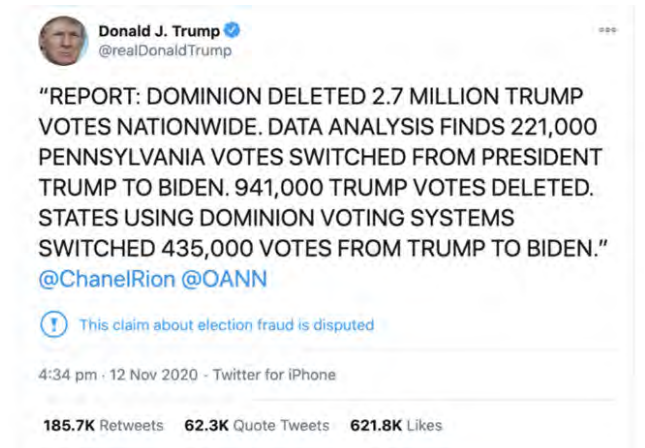 Donald J. Trump
@realDonaldTrump
“REPORT: DOMINION DELETED 2.7 MILLION TRUMP
VOTES NATIONWIDE. DATA ANALYSIS FINDS 221,000
PENNSYLVANIA VOTES SWITCHED FROM PRESIDENT
TRUMP TO BIDEN. 941,000 TRUMP VOTES DELETED.
STATES USING DOMINION VOTING SYSTEMS
SWITCHED 435,000 VOTES FROM TRUMP TO BIDEN.”
@ChanelRion @OANN
This claim about election fraud is disputed
4:34 pm · 12 Nov 2020 · Twitter for iPhone
185.7K Retweets 62.3K Quote Tweets 621.8K Likes